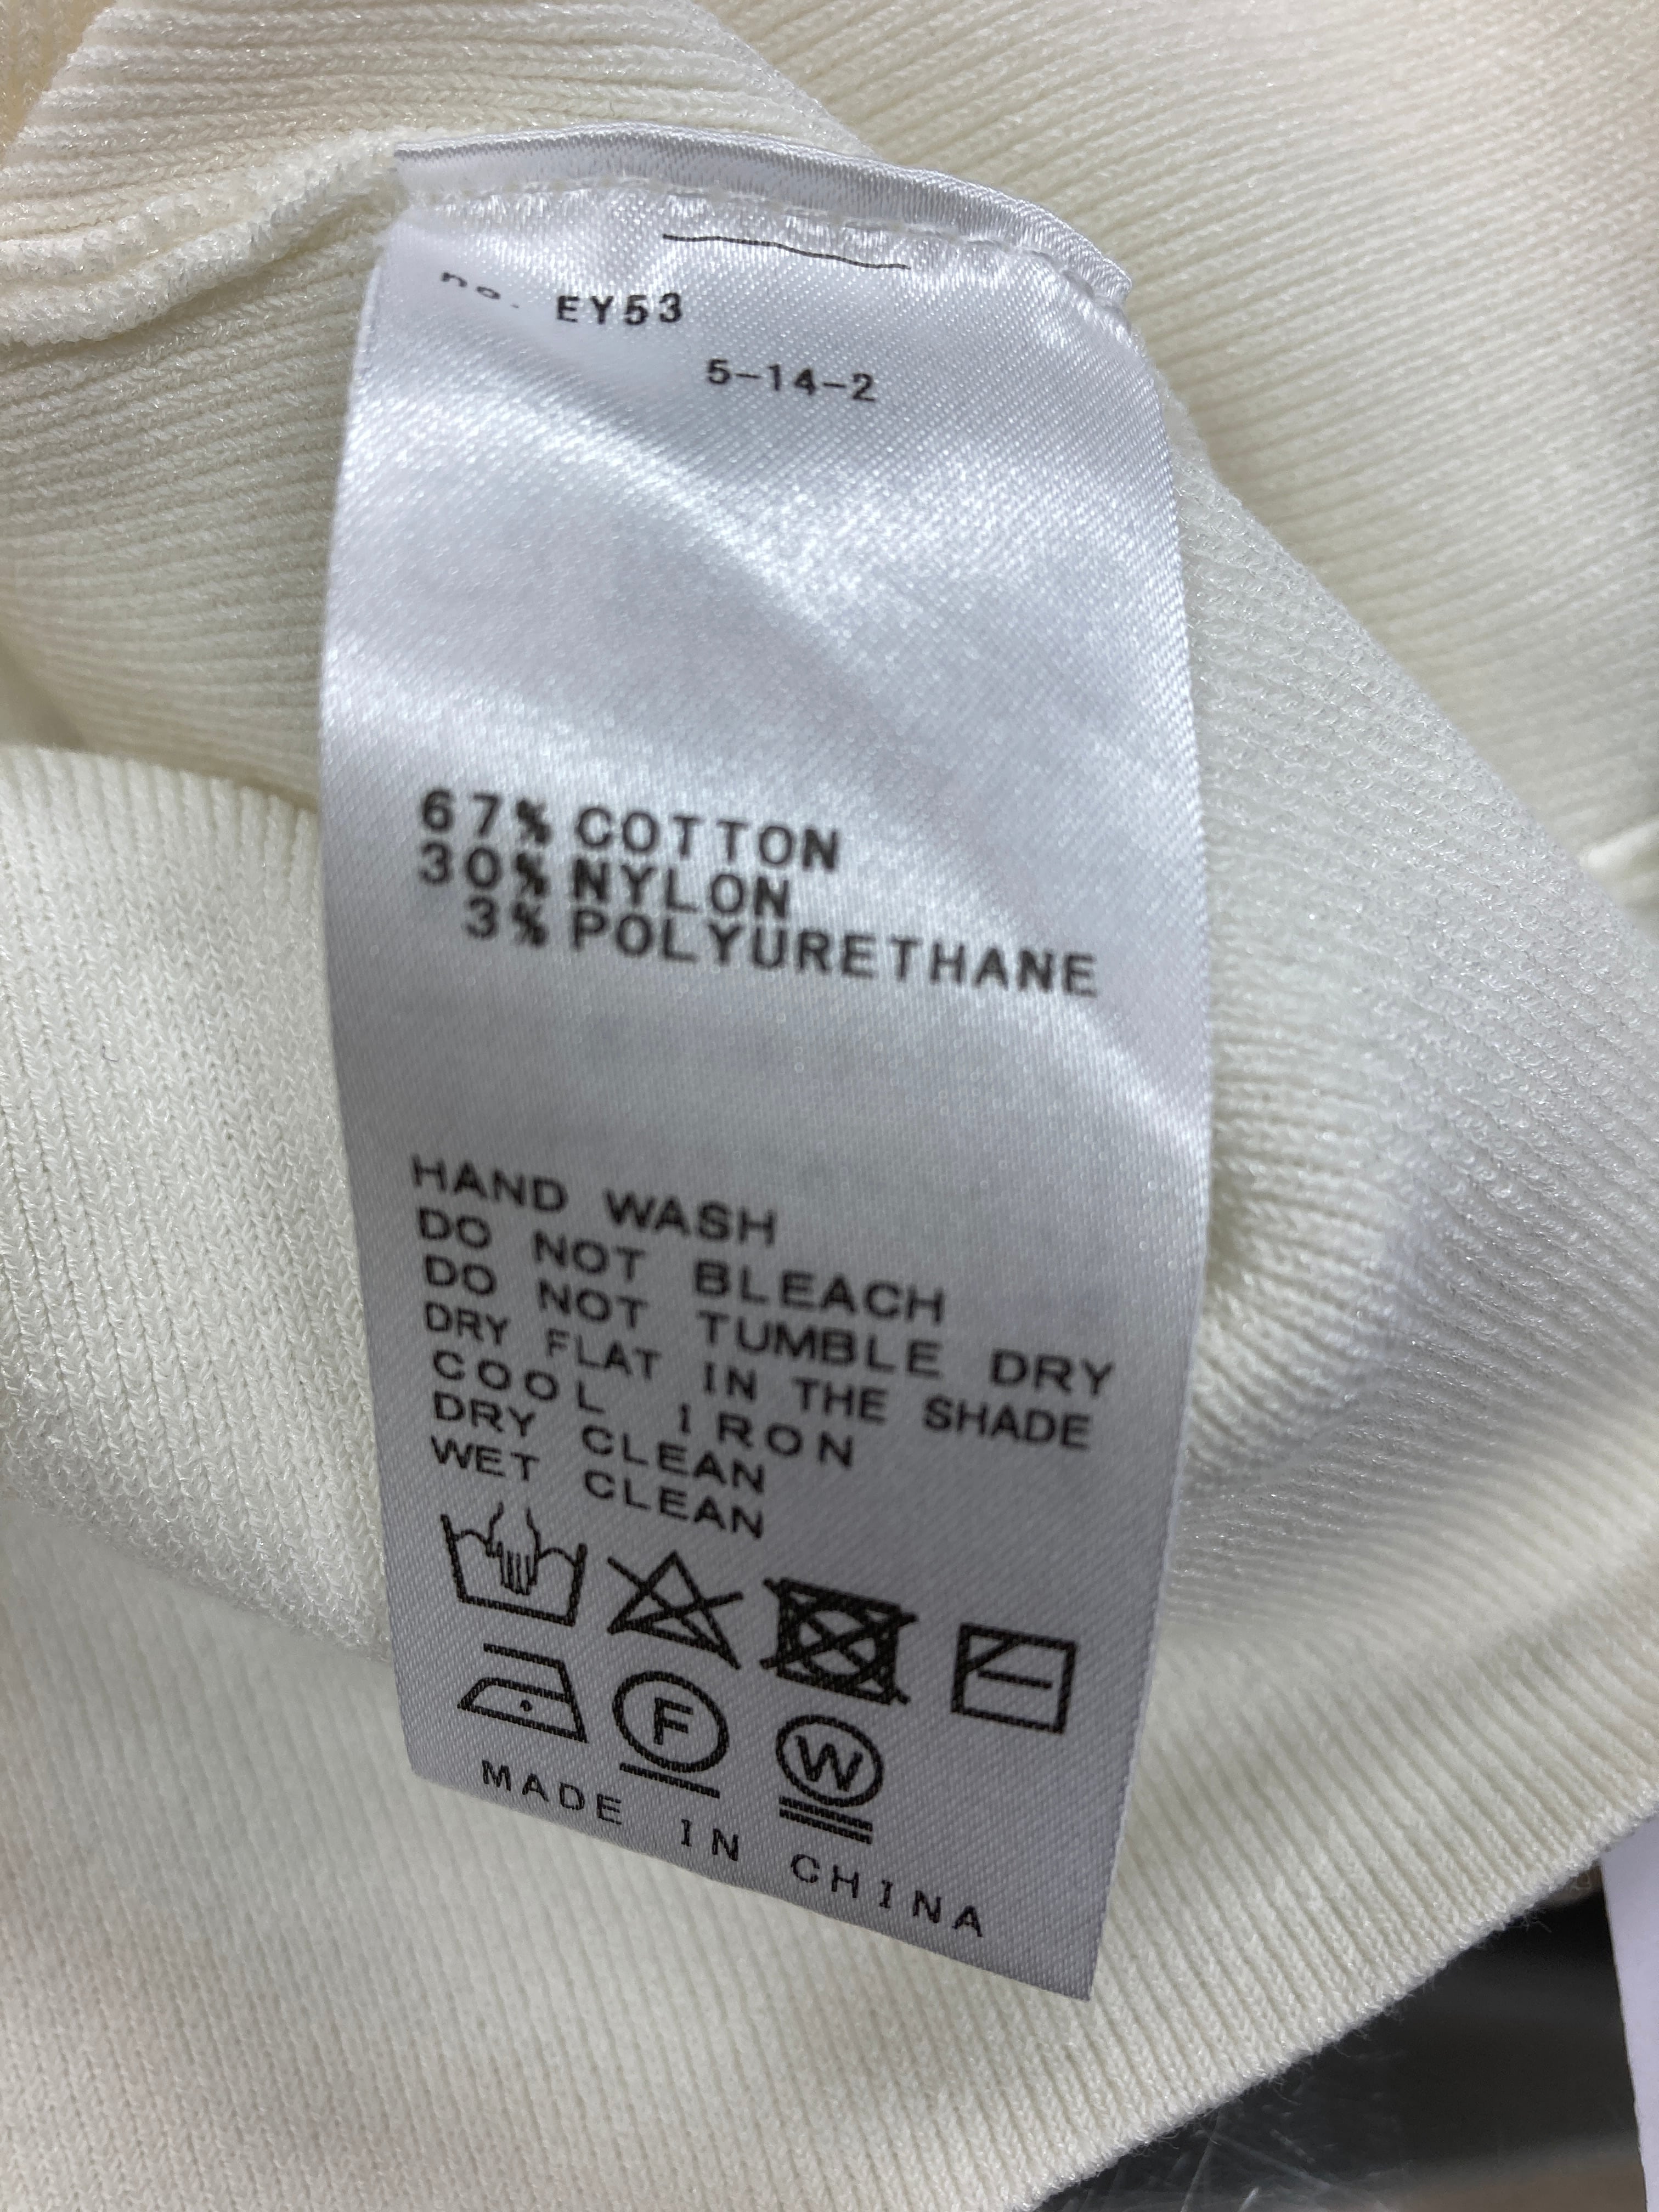 no. EY53
5-14-2
67% COTTON
30% NYLON
3% POLYURETHANE
HAND WASH
DO NOT BLEACH
DO NOT TUMBLE DRY
DRY FLAT IN THE SHADE
COOL IRON
DRY CLEAN
WET CLEAN
F W
MADE IN CHINA